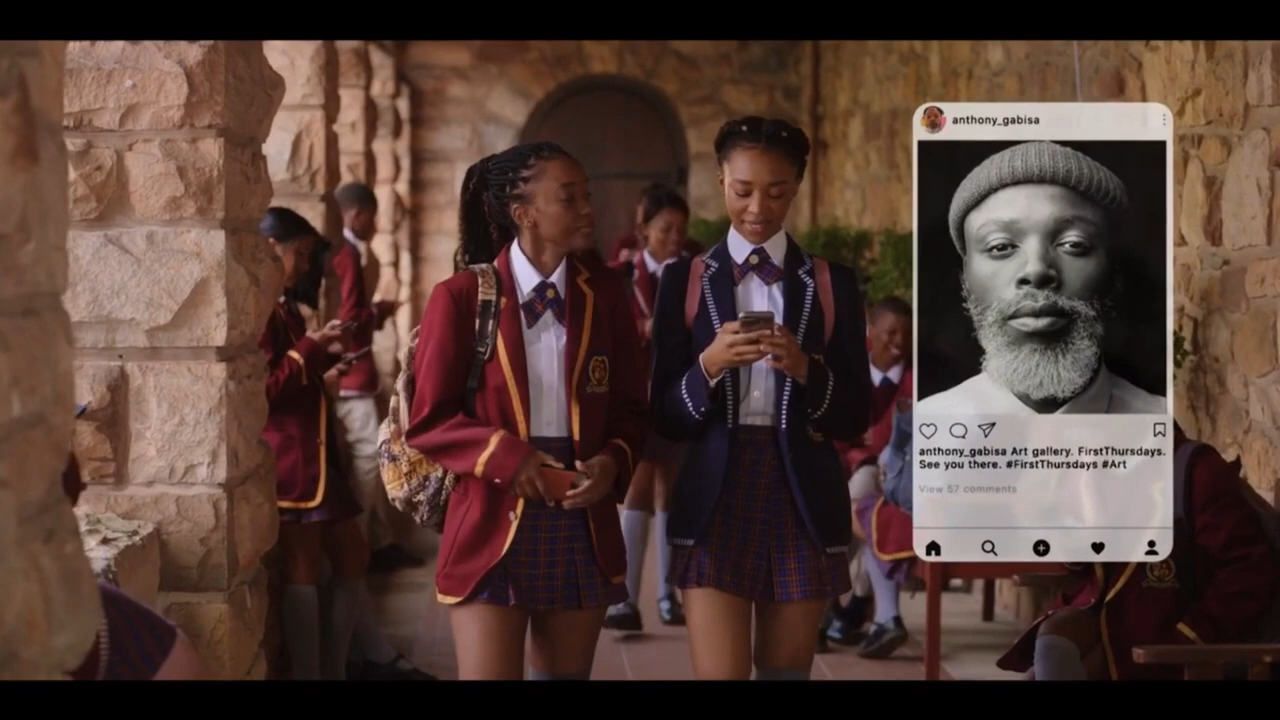 anthony_gabisa
anthony_gabisa Art gallery. FirstThursdays.
See you there. #FirstThursdays #Art
View 57 comments